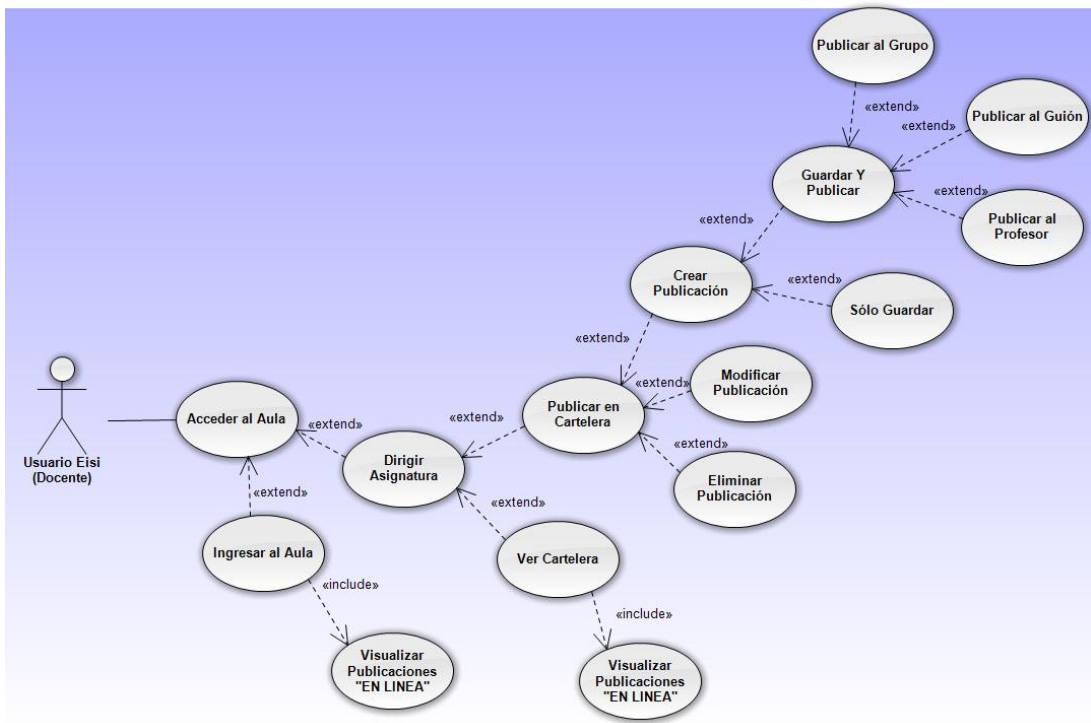 Publicar al Grupo
«extend»
Publicar al Guión
«extend»
Guardar Y
Publicar
«extend»
Publicar al
Profesor
«extend»
Crear
Publicación
«extend»
Sólo Guardar
«extend»
Modificar
Publicación
«extend»
Publicar en
Cartelera
«extend»
Eliminar
Publicación
Acceder al Aula
«extend»
«extend»
Dirigir
Asignatura
Usuario Eisi
(Docente)
«extend»
«extend»
Ingresar al Aula
Ver Cartelera
«include»
«include»
Visualizar
Publicaciones
"EN LINEA"
Visualizar
Publicaciones
"EN LINEA"